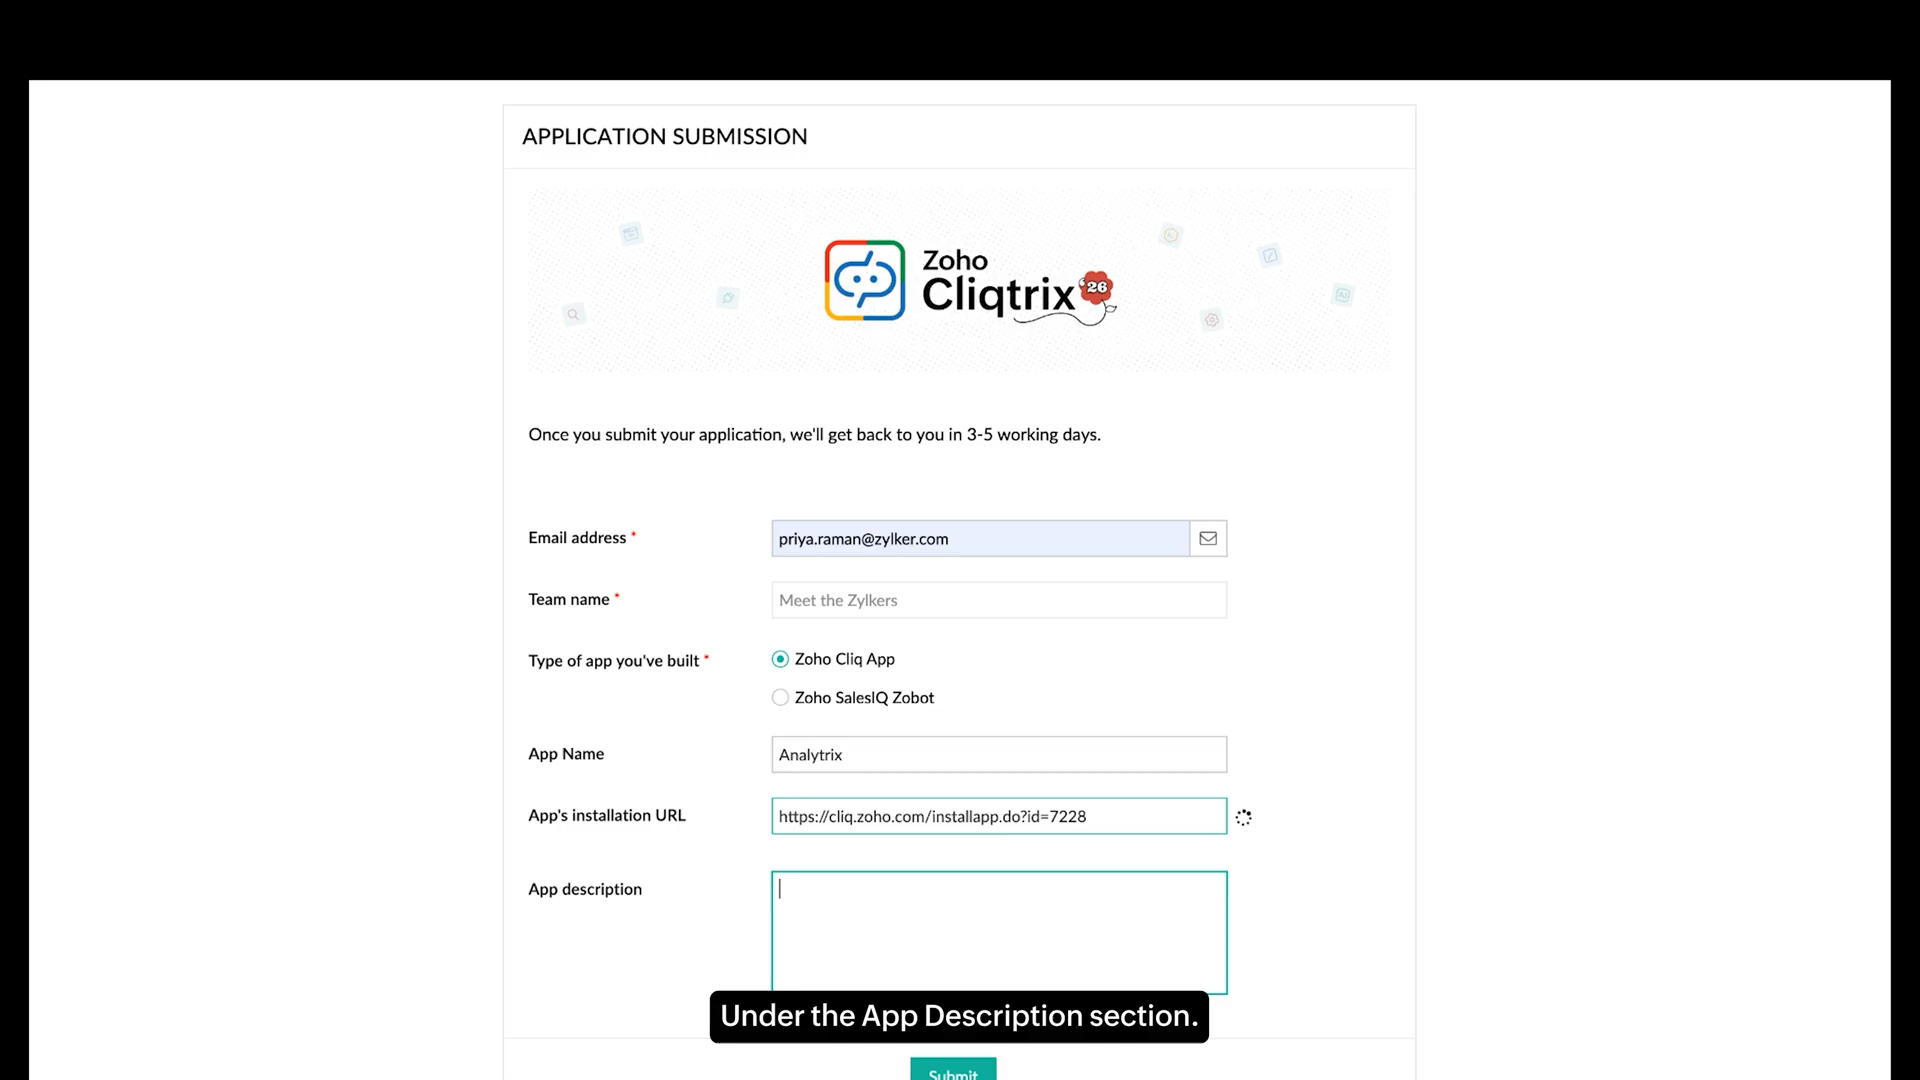 APPLICATION SUBMISSION
Zoho
Cliqtrix '26
Once you submit your application, we'll get back to you in 3-5 working days.
Email address *
priya.raman@zylker.com
Team name *
Meet the Zylkers
Type of app you've built *
Zoho Cliq App
Zoho SalesIQ Zobot
App Name
Analytrix
App's installation URL
https://cliq.zoho.com/installapp.do?id=7228
App description
Under the App Description section.
Submit